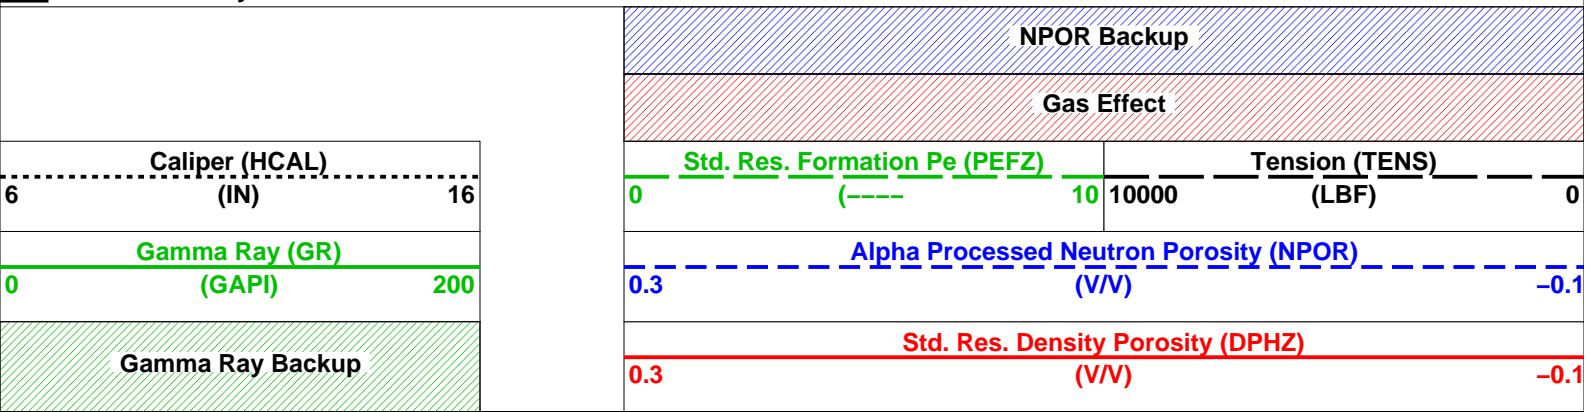 NPOR Backup
Gas Effect
Caliper (HCAL)
6 (IN) 16
Std. Res. Formation Pe (PEFZ)
0 (−−−− 10
Tension (TENS)
10000 (LBF) 0
Gamma Ray (GR)
0 (GAPI) 200
Alpha Processed Neutron Porosity (NPOR)
0.3 (V/V) −0.1
Gamma Ray Backup
Std. Res. Density Porosity (DPHZ)
0.3 (V/V) −0.1